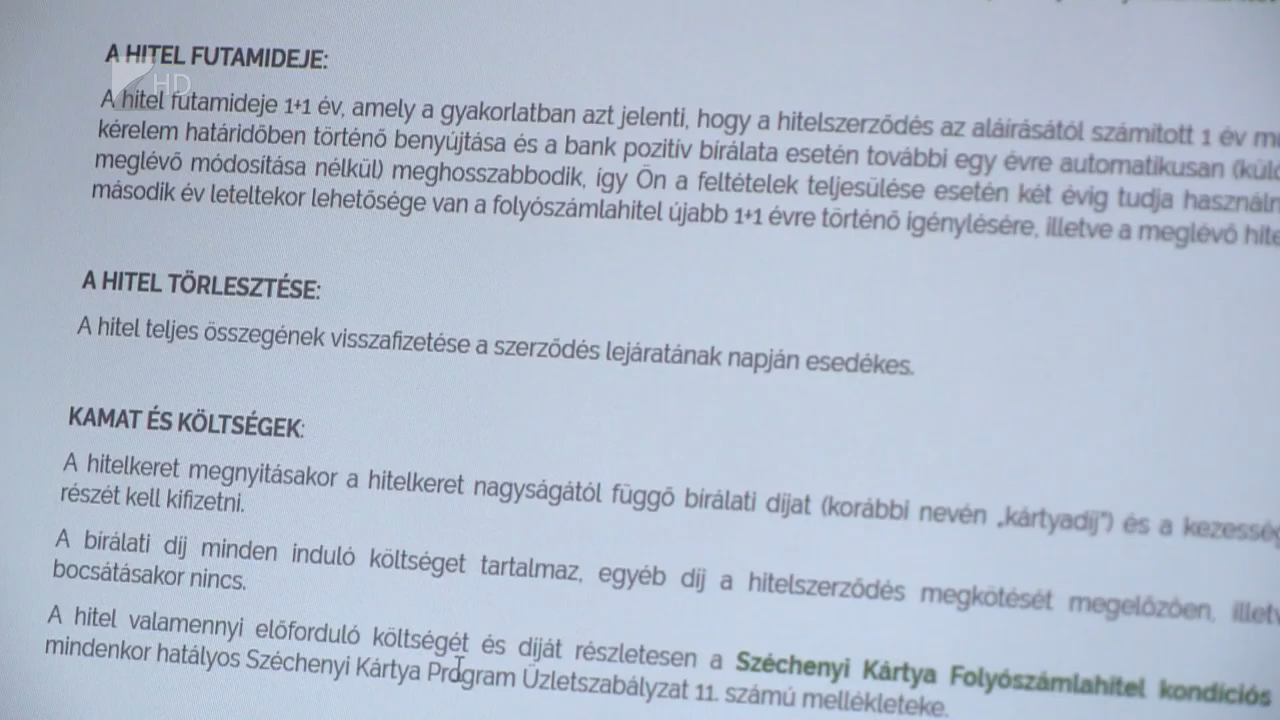 HD
A HITEL FUTAMIDEJE:
A hitel futamideje 1+1 év, amely a gyakorlatban azt jelenti, hogy a hitelszerződés az aláírásától számított 1 év
kérelem határidőben történő benyújtása és a bank pozitív bírálata esetén további egy évre automatikusan
meglévő módosítása nélkül) meghosszabbodik, így Ön a feltételek teljesülése esetén két évig tudja
második év leteltekor lehetősége van a folyószámlahitel újabb 1+1 évre történő igénylésére, illetve a meglévő
A HITEL TÖRLESZTÉSE:
A hitel teljes összegének visszafizetése a szerződés lejáratának napján esedékes.
KAMAT ÉS KÖLTSÉGEK:
A hitelkeret megnyitásakor a hitelkeret nagyságától függő bírálati díjat (korábbi nevén „kártyadíj") és a
részét kell kifizetni.
A bírálati díj minden induló költséget tartalmaz, egyéb díj a hitelszerződés megkötését megelőzően,
bocsátásakor nincs.
A hitel valamennyi előforduló költségét és díját részletesen a Széchenyi Kártya Folyószámlahitel kondíciós
mindenkor hatályos Széchenyi Kártya Program Üzletszabályzat 11. számú mellékleteke.